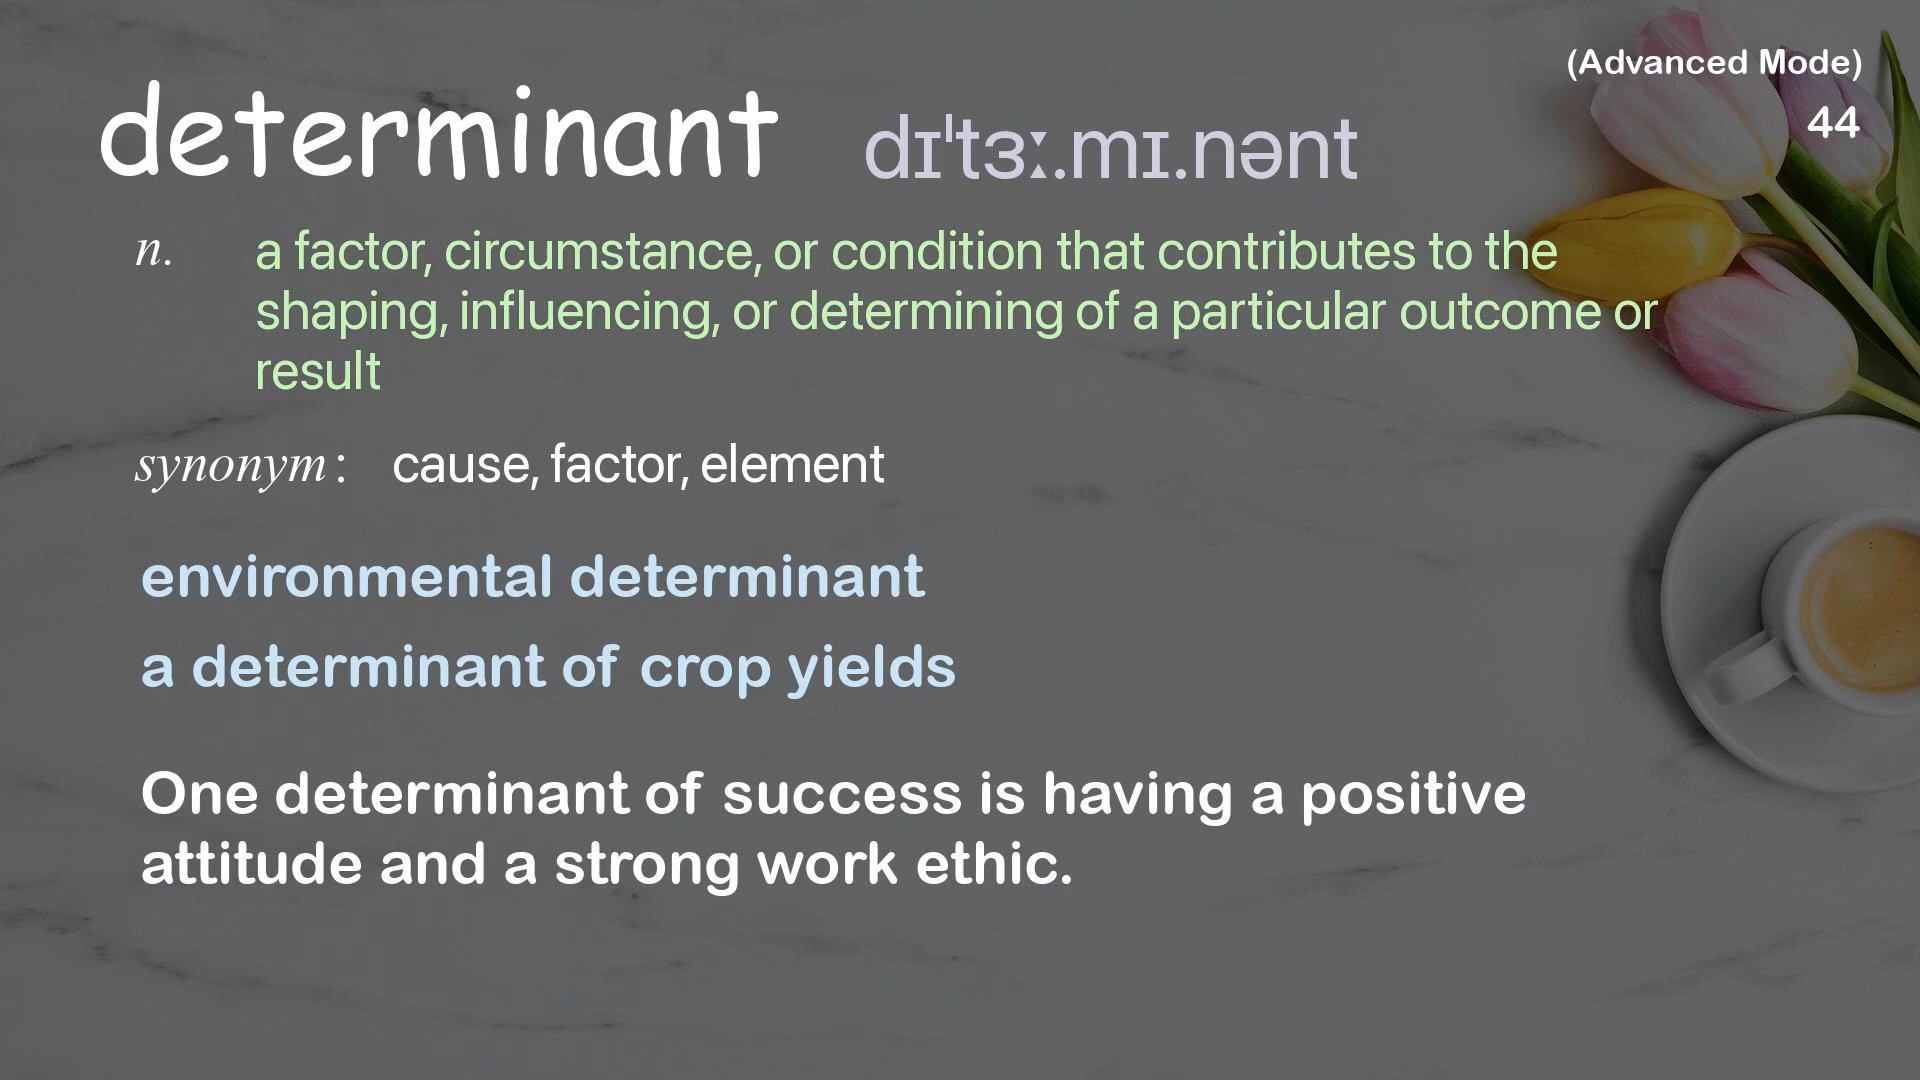 (Advanced Mode)
44
determinant dɪˈtɜː.mɪ.nənt
n. a factor, circumstance, or condition that contributes to the
shaping, influencing, or determining of a particular outcome or
result
synonym: cause, factor, element
environmental determinant
a determinant of crop yields
One determinant of success is having a positive
attitude and a strong work ethic.